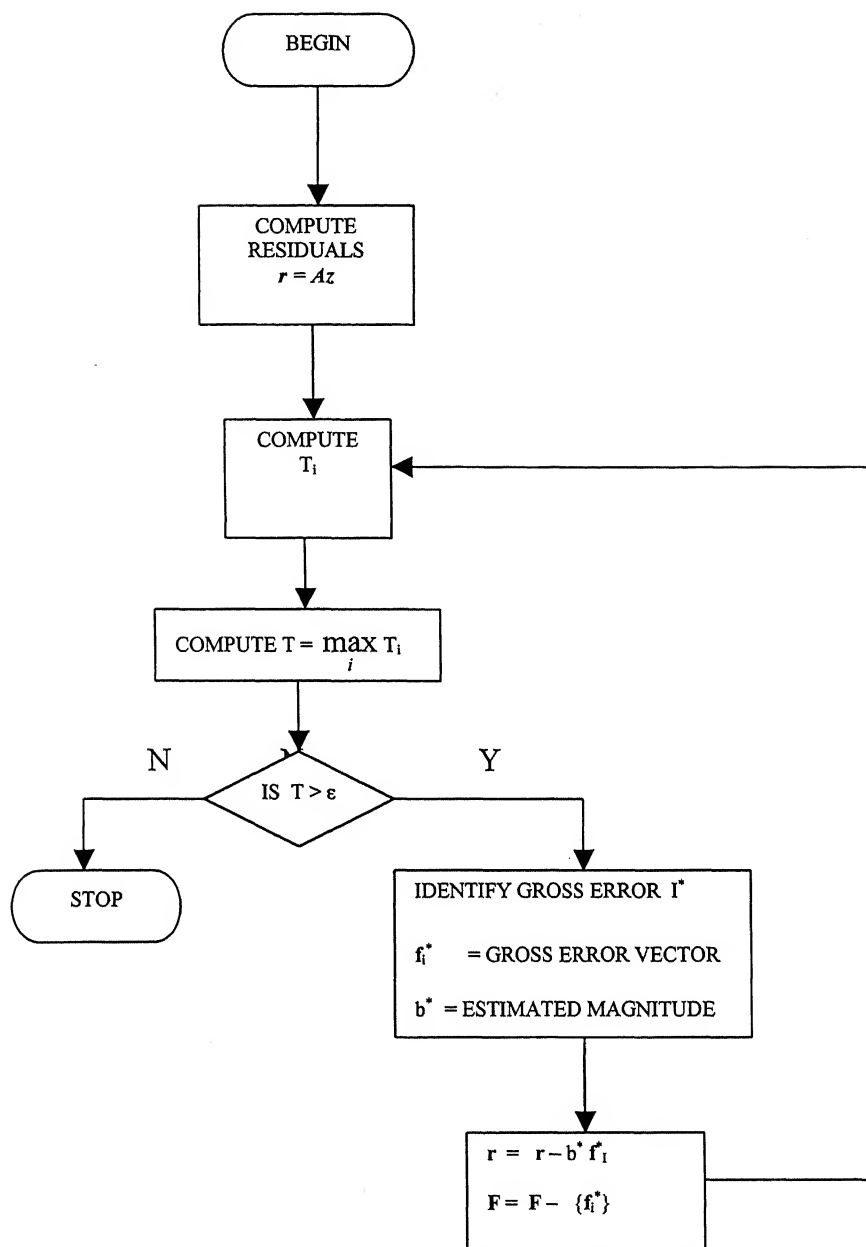 BEGIN
COMPUTE
RESIDUALS
r = Az
COMPUTE
Tᵢ
COMPUTE T = max Tᵢ
i
N
Y
IS T > ε
STOP
IDENTIFY GROSS ERROR I*
fᵢ* = GROSS ERROR VECTOR
b* = ESTIMATED MAGNITUDE
r = r – b* f*I
F = F – {fᵢ*}